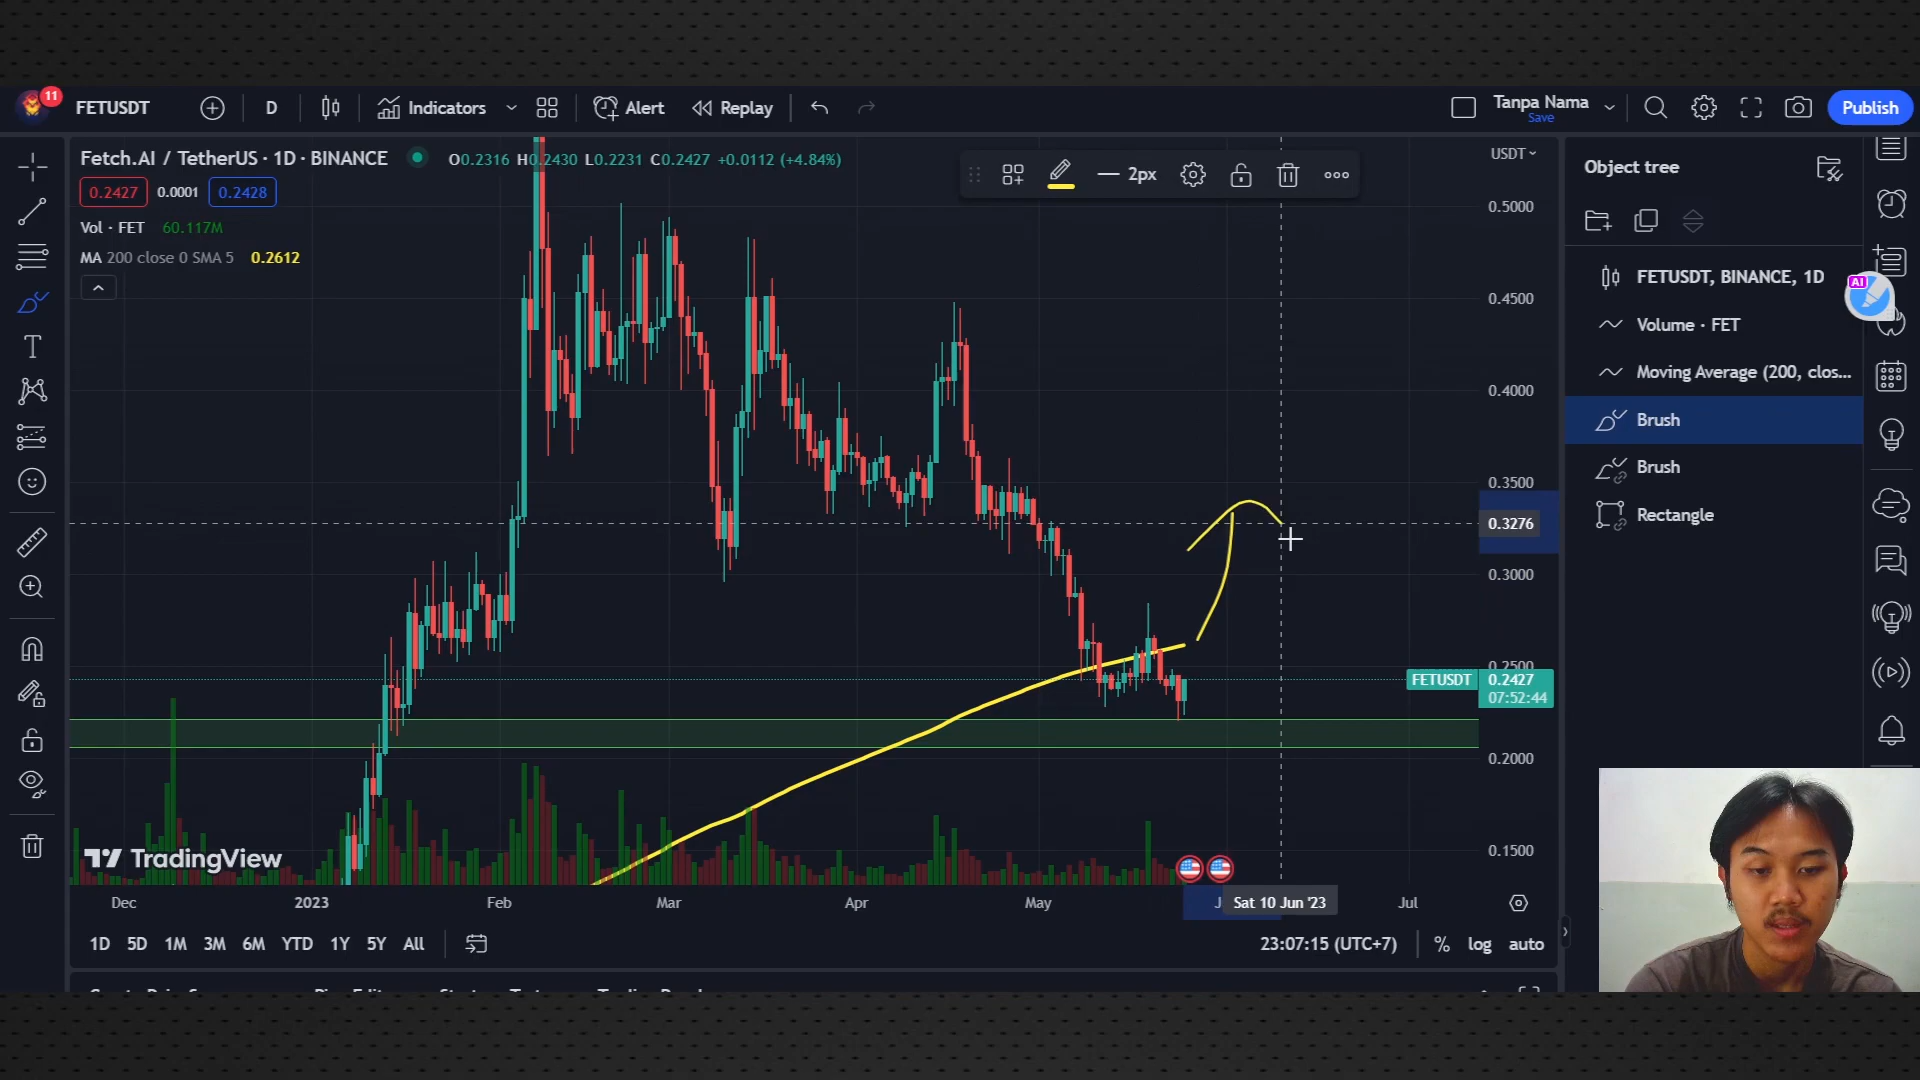 11
FETUSDT
D
Indicators
Alert
Replay
Tanpa Nama
Save
Publish
Fetch.AI / TetherUS · 1D · BINANCE
O0.2316 H0.2430 L0.2231 C0.2427 +0.0112 (+4.84%)
0.2427 0.0001 0.2428
Vol · FET 60.117M
MA 200 close 0 SMA 5 0.2612
2px
USDT
0.5000
0.4500
0.4000
0.3500
0.3276
0.3000
0.2500
FETUSDT 0.2427
07:52:44
0.2000
0.1500
Object tree
FETUSDT, BINANCE, 1D
AI
Volume · FET
Moving Average (200, clos...
Brush
Brush
Rectangle
TradingView
Dec 2023 Feb Mar Apr May Sat 10 Jun '23 Jul
1D 5D 1M 3M 6M YTD 1Y 5Y All
23:07:15 (UTC+7) % log auto